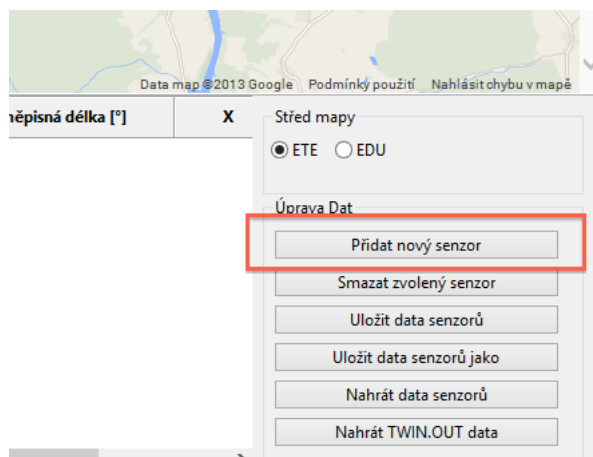 Data map ©2013 Google Podmínky použití Nahlásit chybu v mapě
něpisná délka [°] X
Střed mapy
ETE EDU
Úprava Dat
Přidat nový senzor
Smazat zvolený senzor
Uložit data senzorů
Uložit data senzorů jako
Nahrát data senzorů
Nahrát TWIN.OUT data